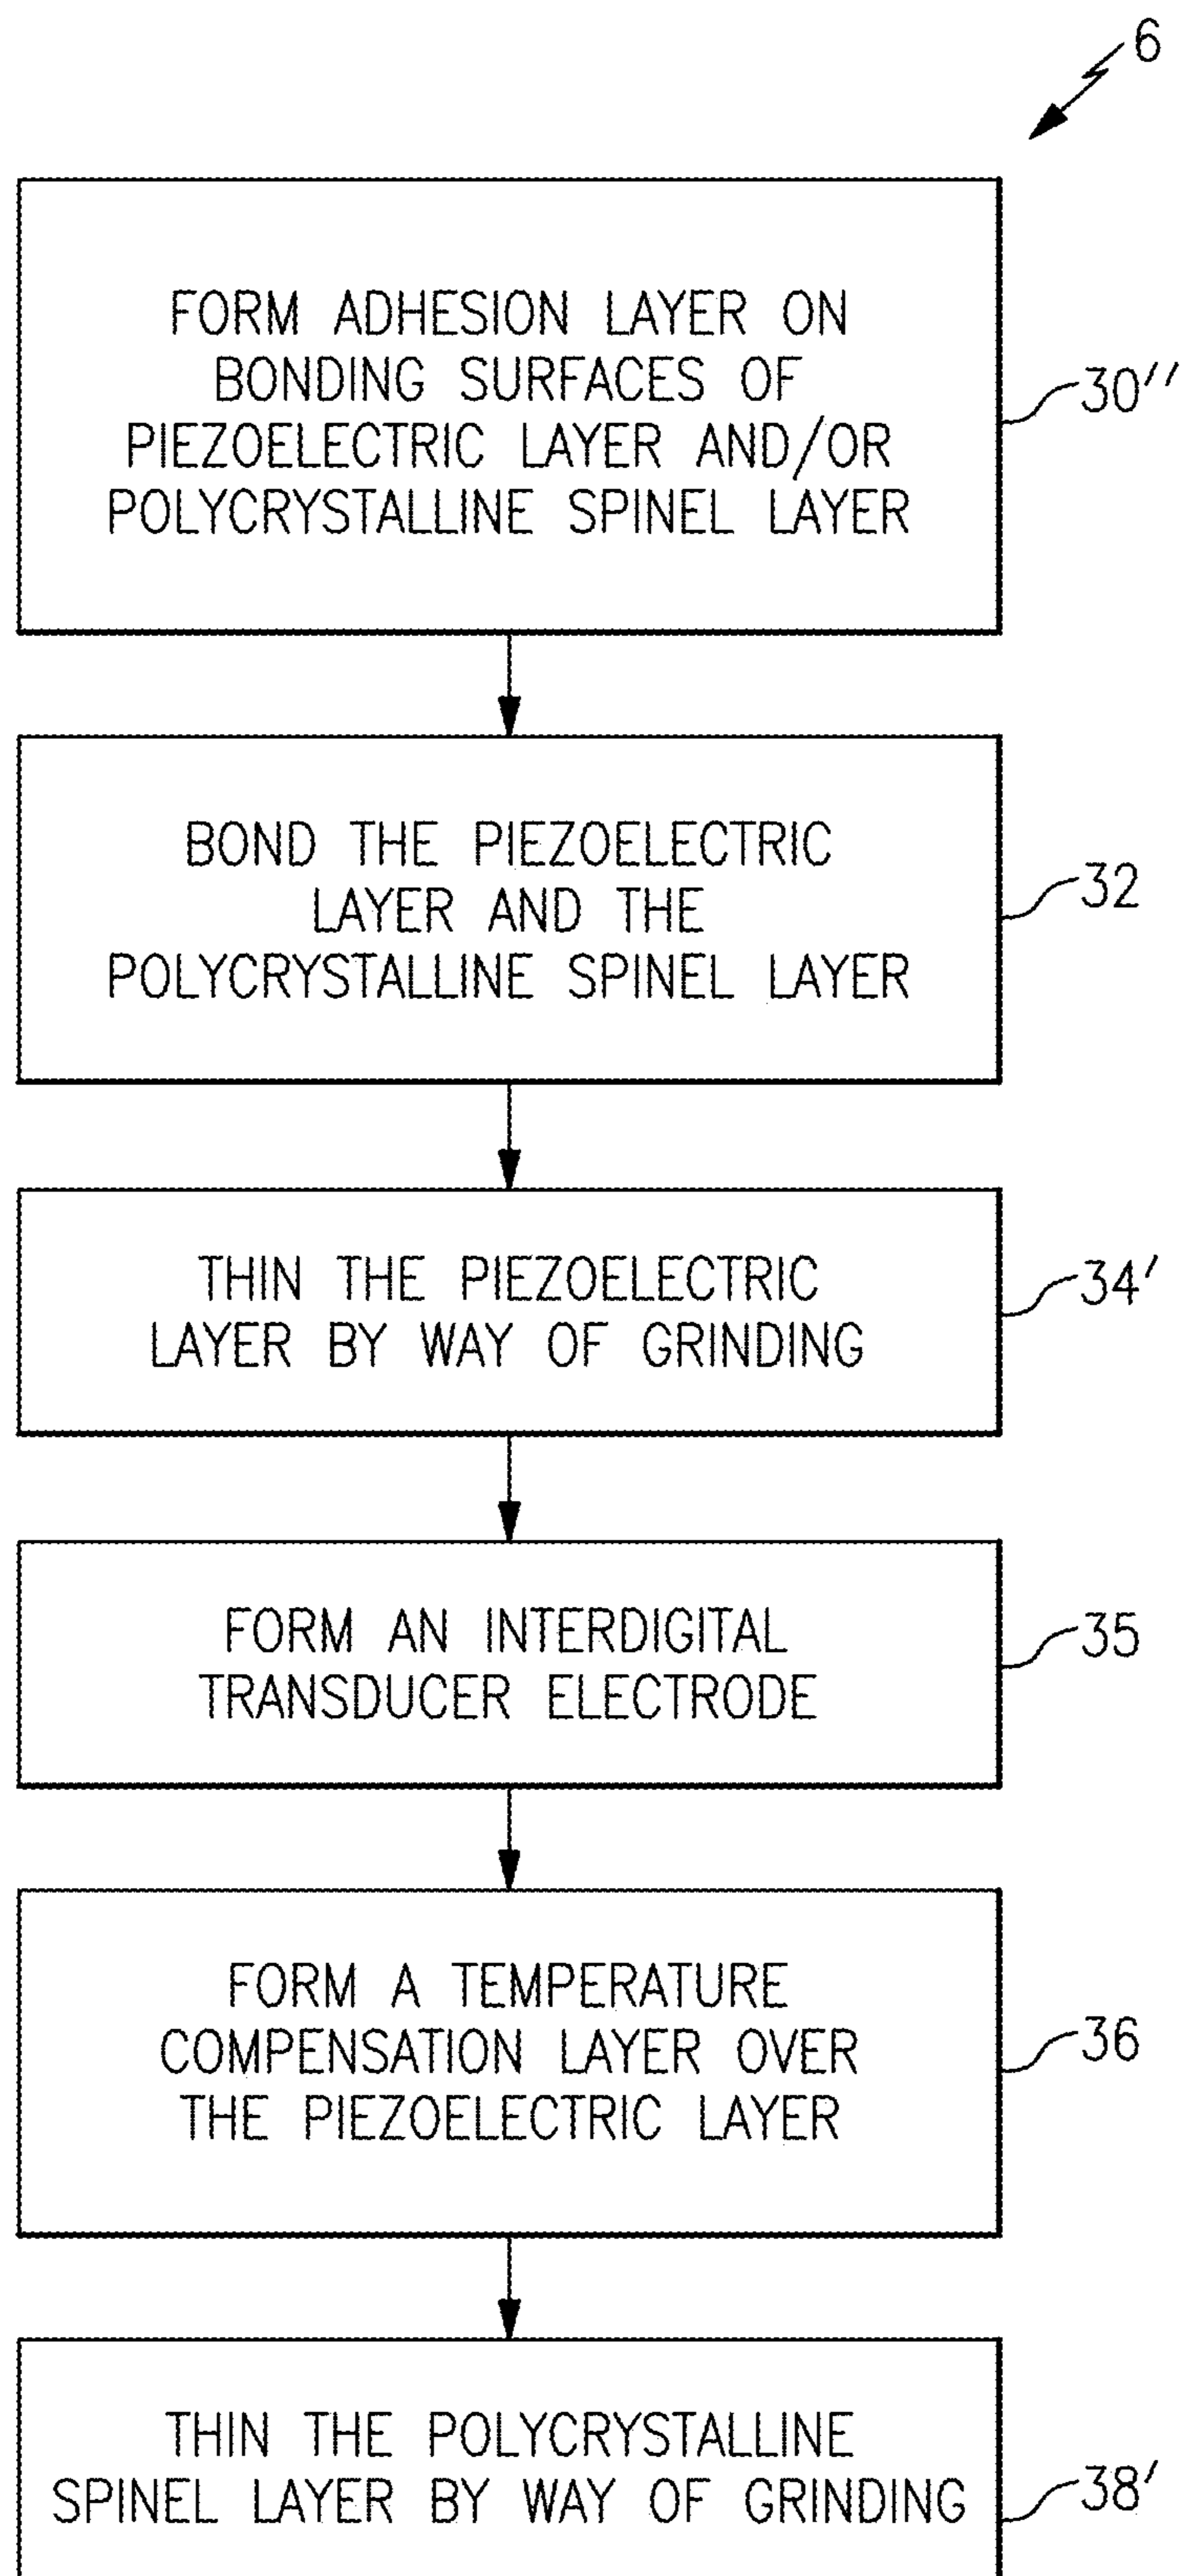 6
FORM ADHESION LAYER ON
BONDING SURFACES OF
PIEZOELECTRIC LAYER AND/OR
POLYCRYSTALLINE SPINEL LAYER
30''
BOND THE PIEZOELECTRIC
LAYER AND THE
POLYCRYSTALLINE SPINEL LAYER
32
THIN THE PIEZOELECTRIC
LAYER BY WAY OF GRINDING
34'
FORM AN INTERDIGITAL
TRANSDUCER ELECTRODE
35
FORM A TEMPERATURE
COMPENSATION LAYER OVER
THE PIEZOELECTRIC LAYER
36
THIN THE POLYCRYSTALLINE
SPINEL LAYER BY WAY OF GRINDING
38'